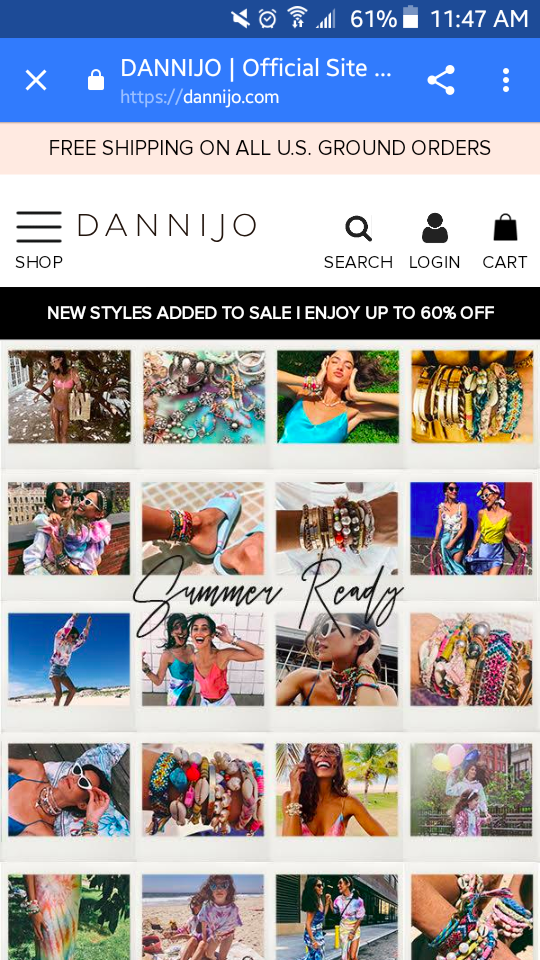 61% 11:47 AM
DANNIJO | Official Site ...
https://dannijo.com
FREE SHIPPING ON ALL U.S. GROUND ORDERS
DANNIJO
SHOP SEARCH LOGIN CART
NEW STYLES ADDED TO SALE I ENJOY UP TO 60% OFF
Summer Ready